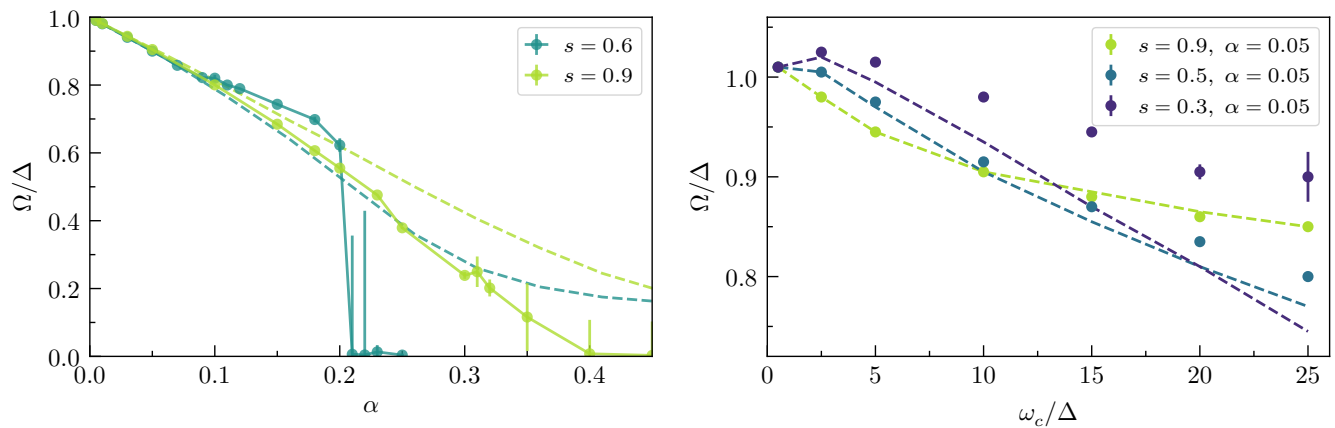 1.0
0.8
0.6
0.4
0.2
0.0
Ω/Δ
0.0 0.1 0.2 0.3 0.4
α
s = 0.6
s = 0.9
1.0
0.9
0.8
Ω/Δ
0 5 10 15 20 25
ω_c/Δ
s = 0.9, α = 0.05
s = 0.5, α = 0.05
s = 0.3, α = 0.05